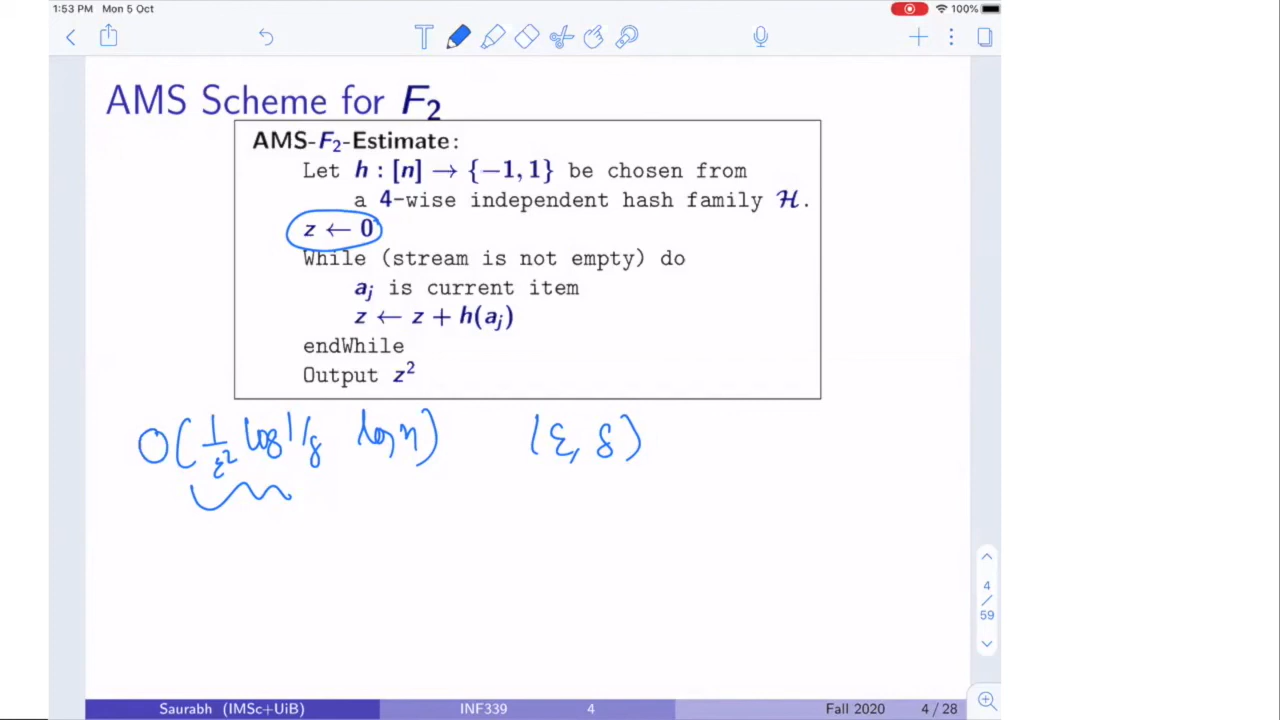 1:53 PM Mon 5 Oct
100%
AMS Scheme for F₂
AMS-F₂-Estimate:
Let h : [n] → {−1, 1} be chosen from
a 4-wise independent hash family ℋ.
z ← 0
While (stream is not empty) do
aⱼ is current item
z ← z + h(aⱼ)
endWhile
Output z²
O(1/ε² log 1/δ log n) (ε, δ)
4
/
59
Saurabh (IMSc+UiB) INF339 4 Fall 2020 4 / 28